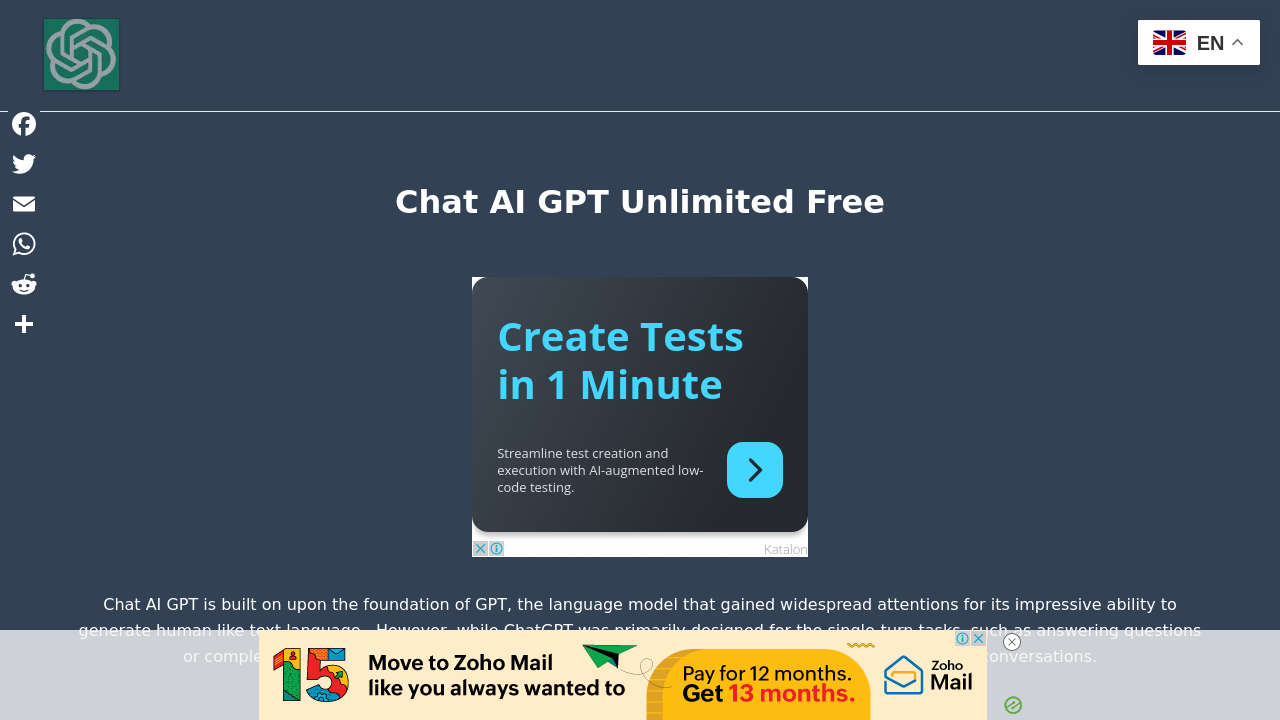 EN
Chat AI GPT Unlimited Free
Create Tests
in 1 Minute
Streamline test creation and
execution with AI-augmented low-
code testing.
Katalon
Chat AI GPT is built on upon the foundation of GPT, the language model that gained widespread attentions for its impressive ability to
generate human like text language . However, while ChatGPT was primarily designed for the single-turn tasks, such as answering questions
or comple
conversations.
15
Move to Zoho Mail
like you always wanted to
Pay for 12 months.
Get 13 months.
Zoho
Mail